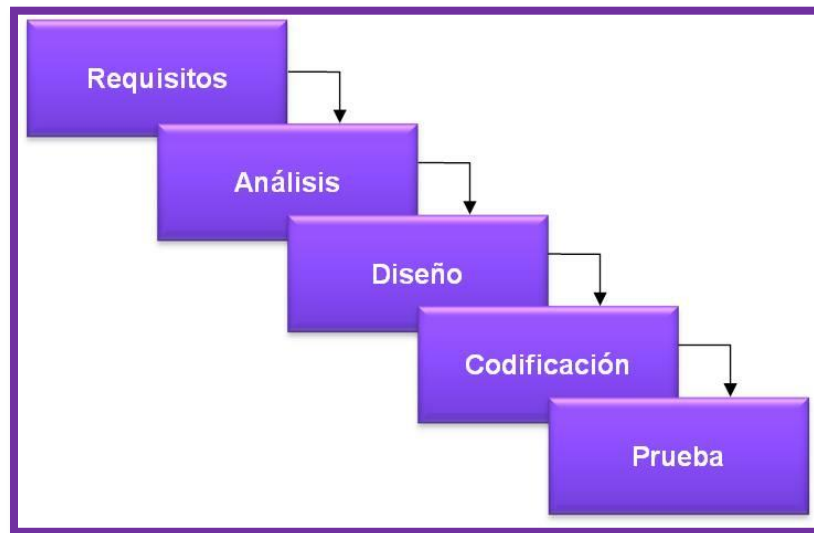 Requisitos
Análisis
Diseño
Codificación
Prueba